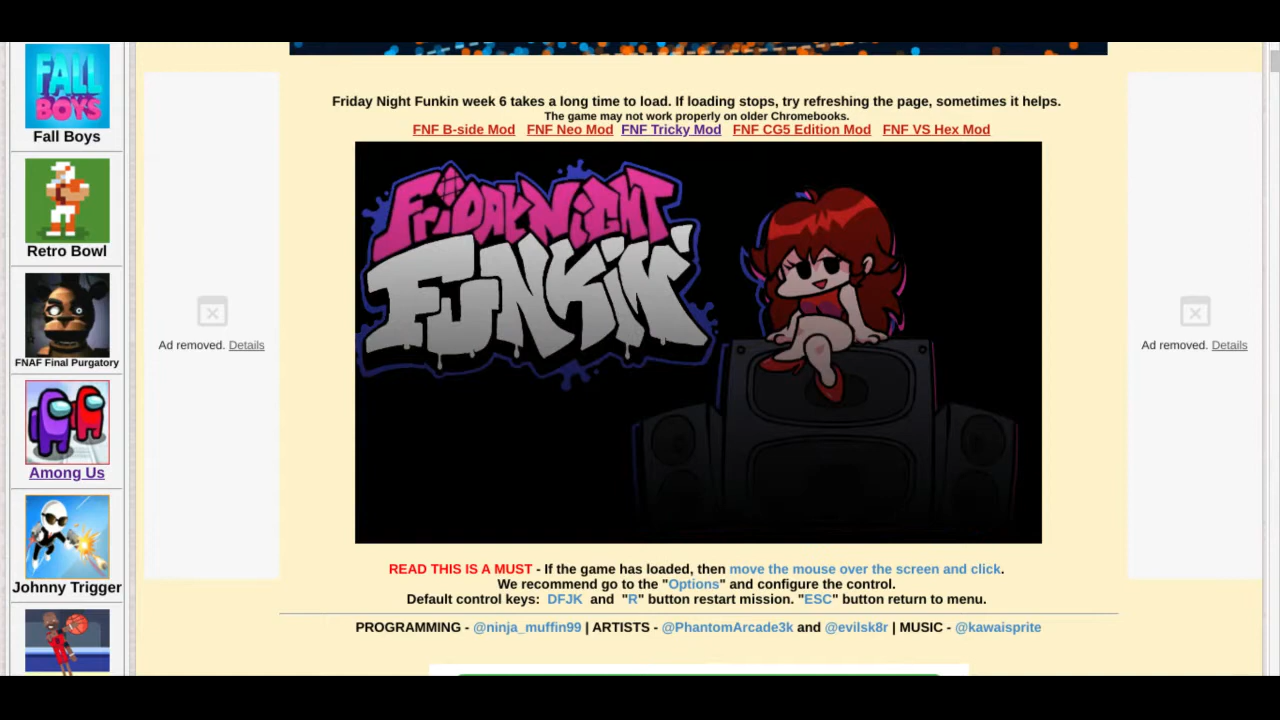 FALL
BOYS
Fall Boys
Retro Bowl
FNAF Final Purgatory
Among Us
Johnny Trigger
Ad removed. Details
Friday Night Funkin week 6 takes a long time to load. If loading stops, try refreshing the page, sometimes it helps.
The game may not work properly on older Chromebooks.
FNF B-side Mod FNF Neo Mod FNF Tricky Mod FNF CG5 Edition Mod FNF VS Hex Mod
FRIDAY NIGHT
FUNKIN'
READ THIS IS A MUST - If the game has loaded, then move the mouse over the screen and click.
We recommend go to the "Options" and configure the control.
Default control keys: DFJK and "R" button restart mission. "ESC" button return to menu.
PROGRAMMING - @ninja_muffin99 | ARTISTS - @PhantomArcade3k and @evilsk8r | MUSIC - @kawaisprite
Ad removed. Details